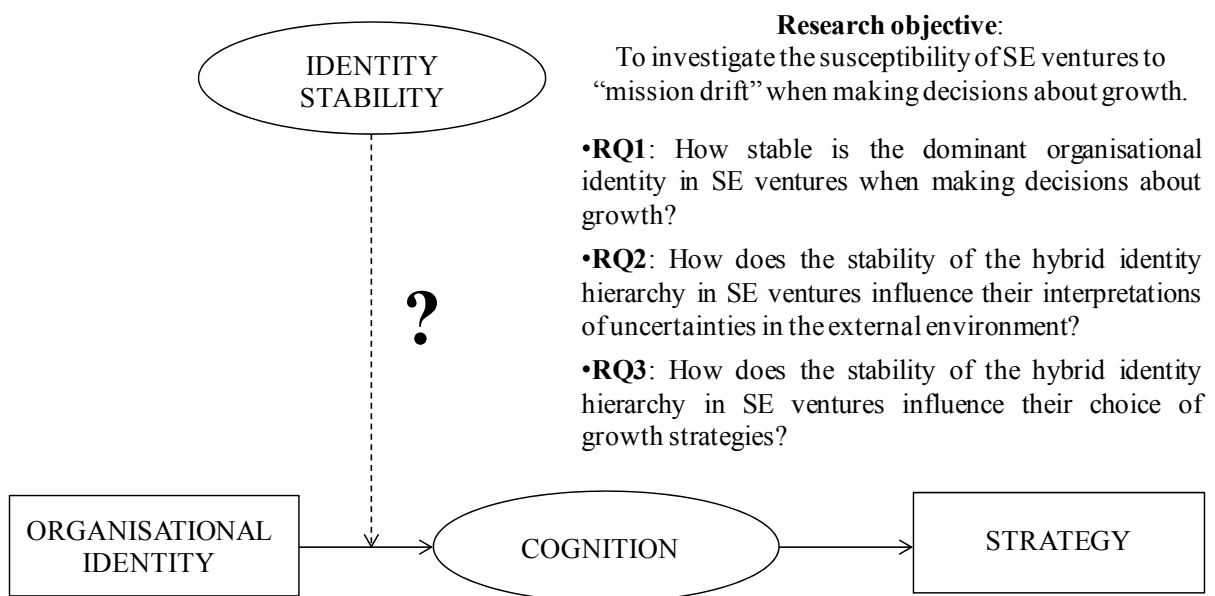 IDENTITY
STABILITY
Research objective:
To investigate the susceptibility of SE ventures to
“mission drift” when making decisions about growth.
•RQ1: How stable is the dominant organisational
identity in SE ventures when making decisions about
growth?
•RQ2: How does the stability of the hybrid identity
hierarchy in SE ventures influence their interpretations
of uncertainties in the external environment?
•RQ3: How does the stability of the hybrid identity
hierarchy in SE ventures influence their choice of
growth strategies?
?
ORGANISATIONAL
IDENTITY
COGNITION
STRATEGY